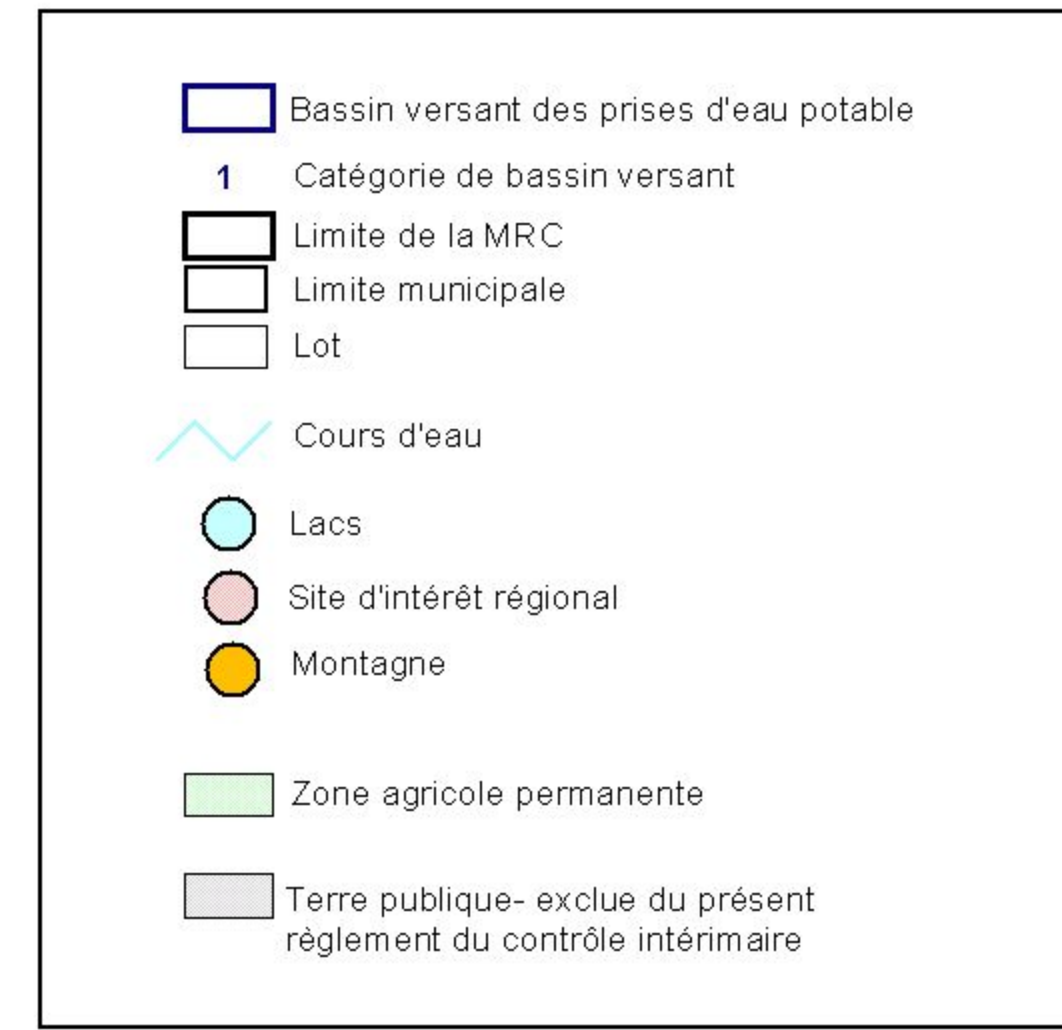 Bassin versant des prises d'eau potable
1 Catégorie de bassin versant
Limite de la MRC
Limite municipale
Lot
Cours d'eau
Lacs
Site d'intérêt régional
Montagne
Zone agricole permanente
Terre publique- exclue du présent
règlement du contrôle intérimaire